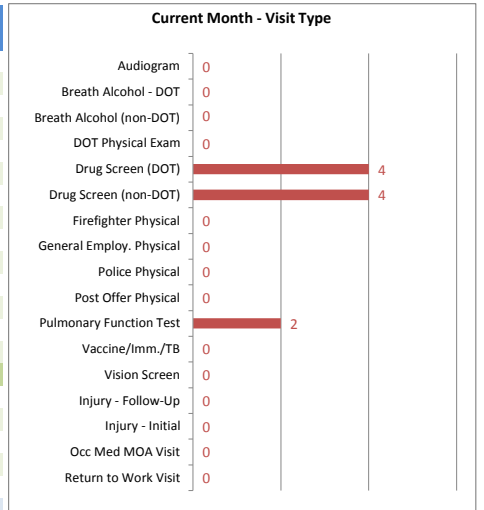 Current Month - Visit Type
Audiogram 0
Breath Alcohol - DOT 0
Breath Alcohol (non-DOT) 0
DOT Physical Exam 0
Drug Screen (DOT) 4
Drug Screen (non-DOT) 4
Firefighter Physical 0
General Employ. Physical 0
Police Physical 0
Post Offer Physical 0
Pulmonary Function Test 2
Vaccine/Imm./TB 0
Vision Screen 0
Injury - Follow-Up 0
Injury - Initial 0
Occ Med MOA Visit 0
Return to Work Visit 0